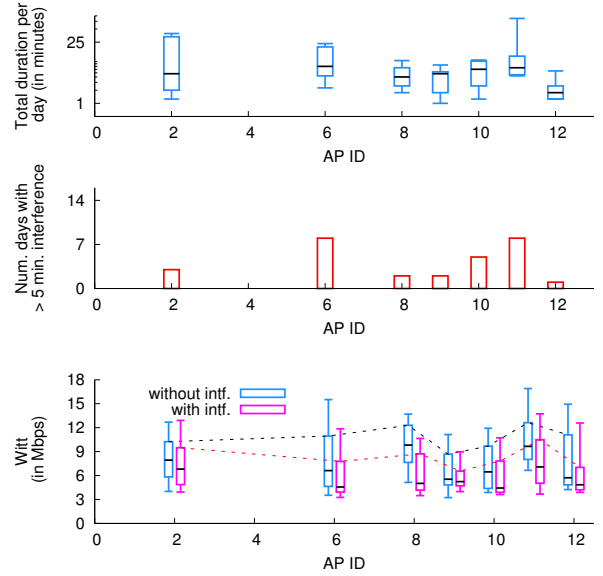 Total duration per
day (in minutes)
25
1
0 2 4 6 8 10 12
AP ID
Num. days with
> 5 min. interference
14
7
0
0 2 4 6 8 10 12
AP ID
Witt
(in Mbps)
18
15
12
9
6
3
0
without intf.
with intf.
0 2 4 6 8 10 12
AP ID